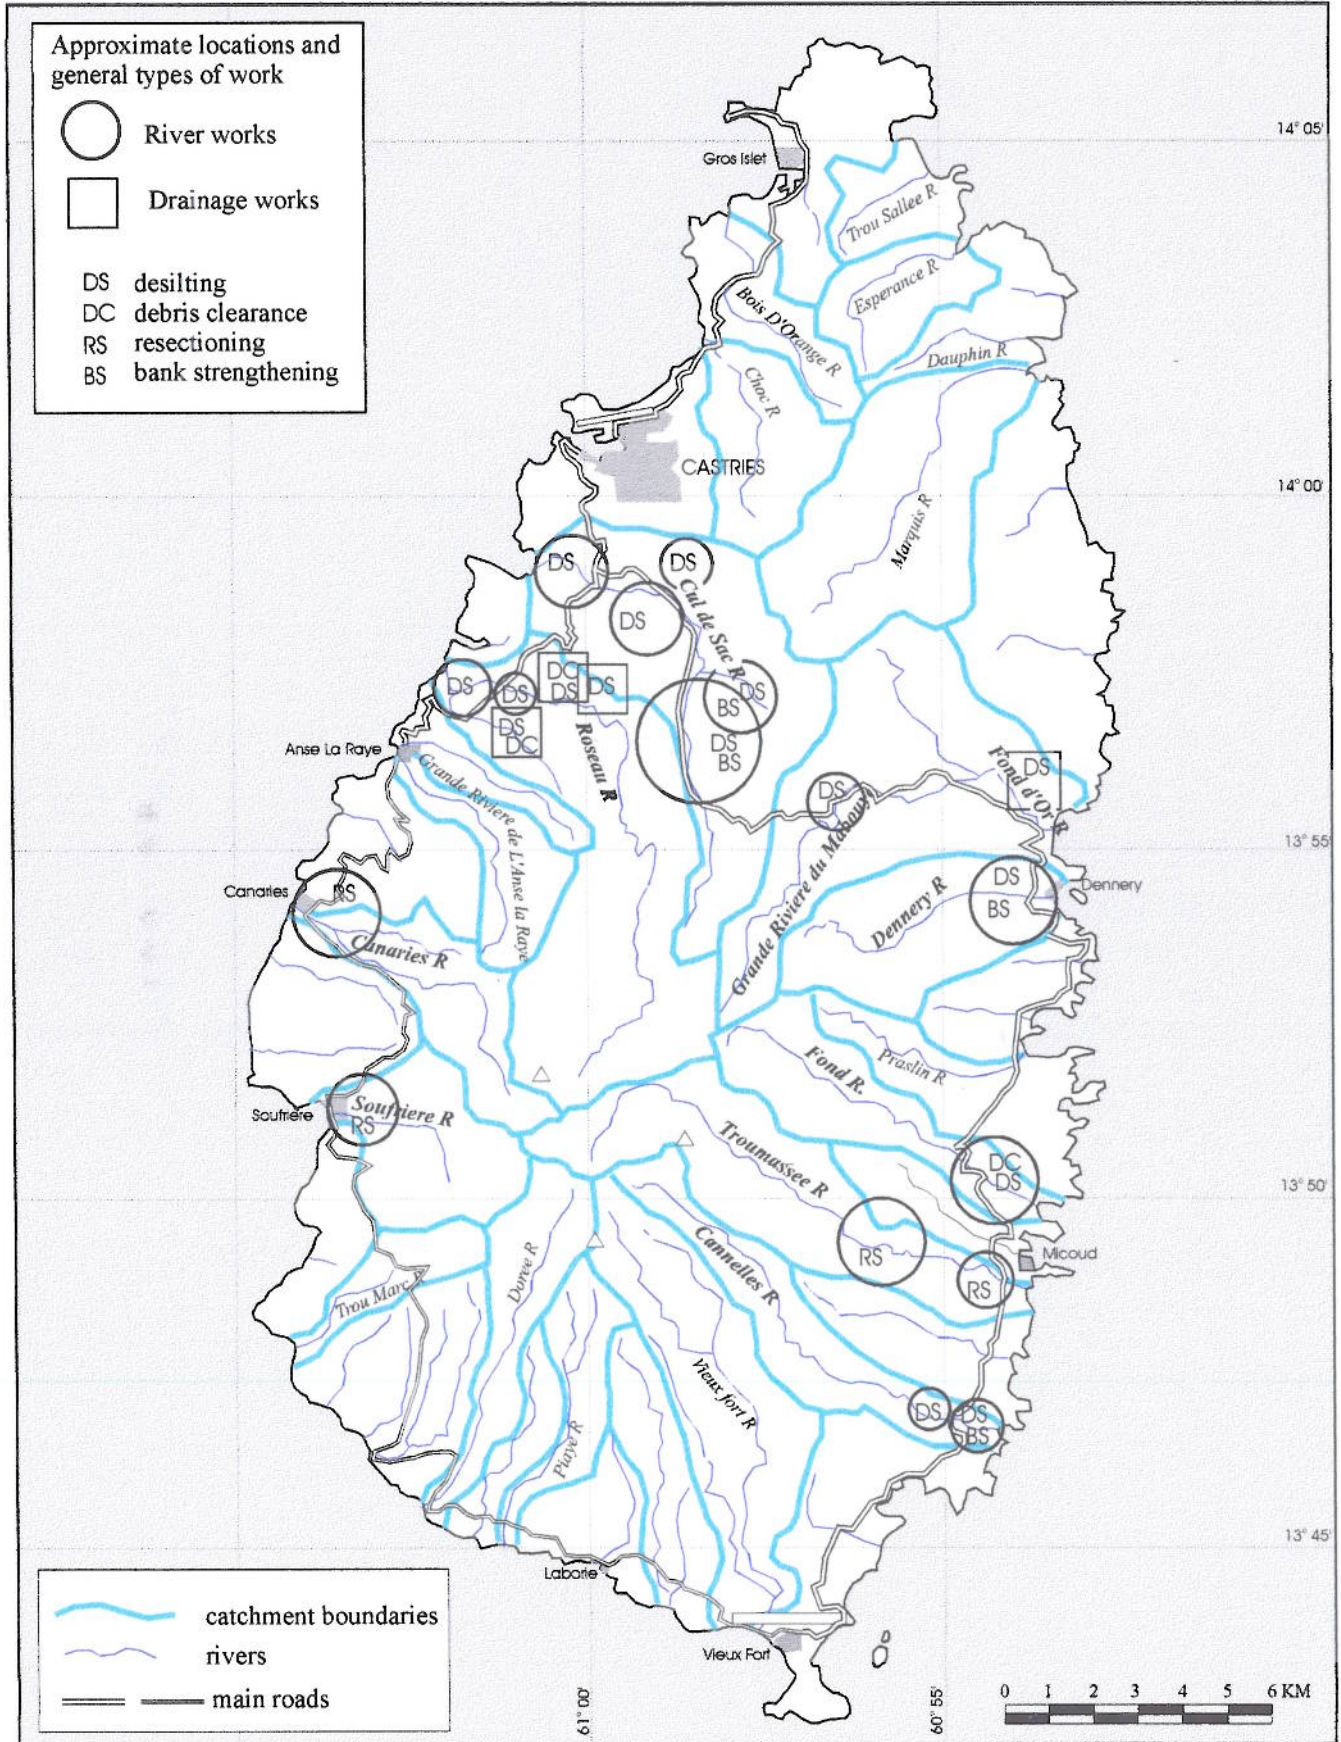 Approximate locations and
general types of work
River works
Drainage works
DS desilting
DC debris clearance
RS resectioning
BS bank strengthening
14° 05'
Gros Islet
Trou Sallee R
Esperance R
Bois D'Orange R
Dauphin R
Choc R
CASTRIES
14° 00'
Marquis R
DS
DS
DS
Cul de Sac R
DS
DS
DC
DS
DS
DS
BS
DS
DC
DS
BS
Roseau R
Anse La Raye
Grande Riviere de L'Anse la Raye
DS
Fond d'Or R
DS
Grande Riviere du Mabouya
13° 55'
Canaries
RS
DS
BS
Dennery
Dennery R
Canaries R
Fond R.
Praslin R
Soufriere
Soufriere R
RS
Troumassee R
DC
DS
13° 50'
Cannelles R
RS
Micoud
RS
Doree R
Trou Marc R
Vieux fort R
Piaye R
DS
DS
BS
13° 45'
Laborie
Vieux Fort
catchment boundaries
rivers
main roads
61° 00'
60° 55'
0 1 2 3 4 5 6 KM